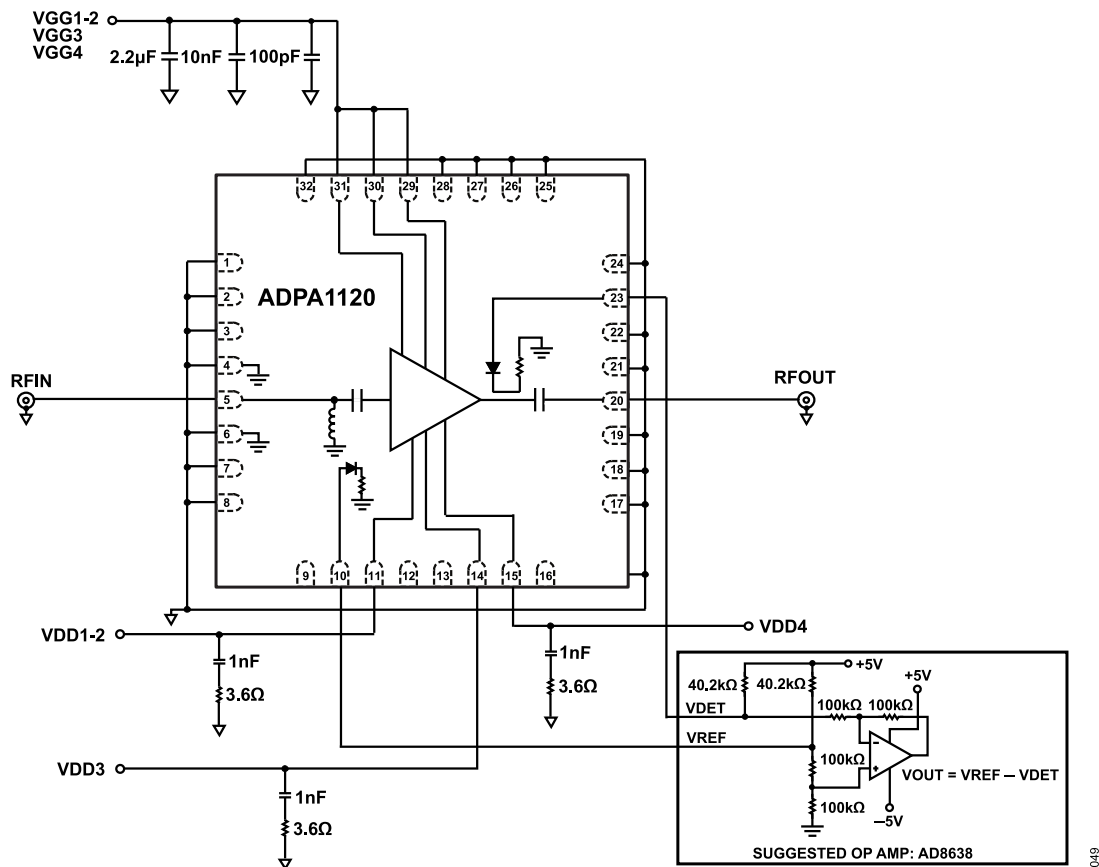 VGG1-2
VGG3
VGG4
2.2µF 10nF 100pF
32 31 30 29 28 27 26 25
1
2
3
4
5
6
7
8
ADPA1120
24
23
22
21
20
19
18
17
RFIN
RFOUT
9 10 11 12 13 14 15 16
VDD1-2
1nF
3.6Ω
VDD4
1nF
3.6Ω
VDD3
1nF
3.6Ω
+5V
40.2kΩ 40.2kΩ
+5V
100kΩ 100kΩ
VDET
VREF
–
+
100kΩ
VOUT = VREF – VDET
100kΩ
–5V
SUGGESTED OP AMP: AD8638
049